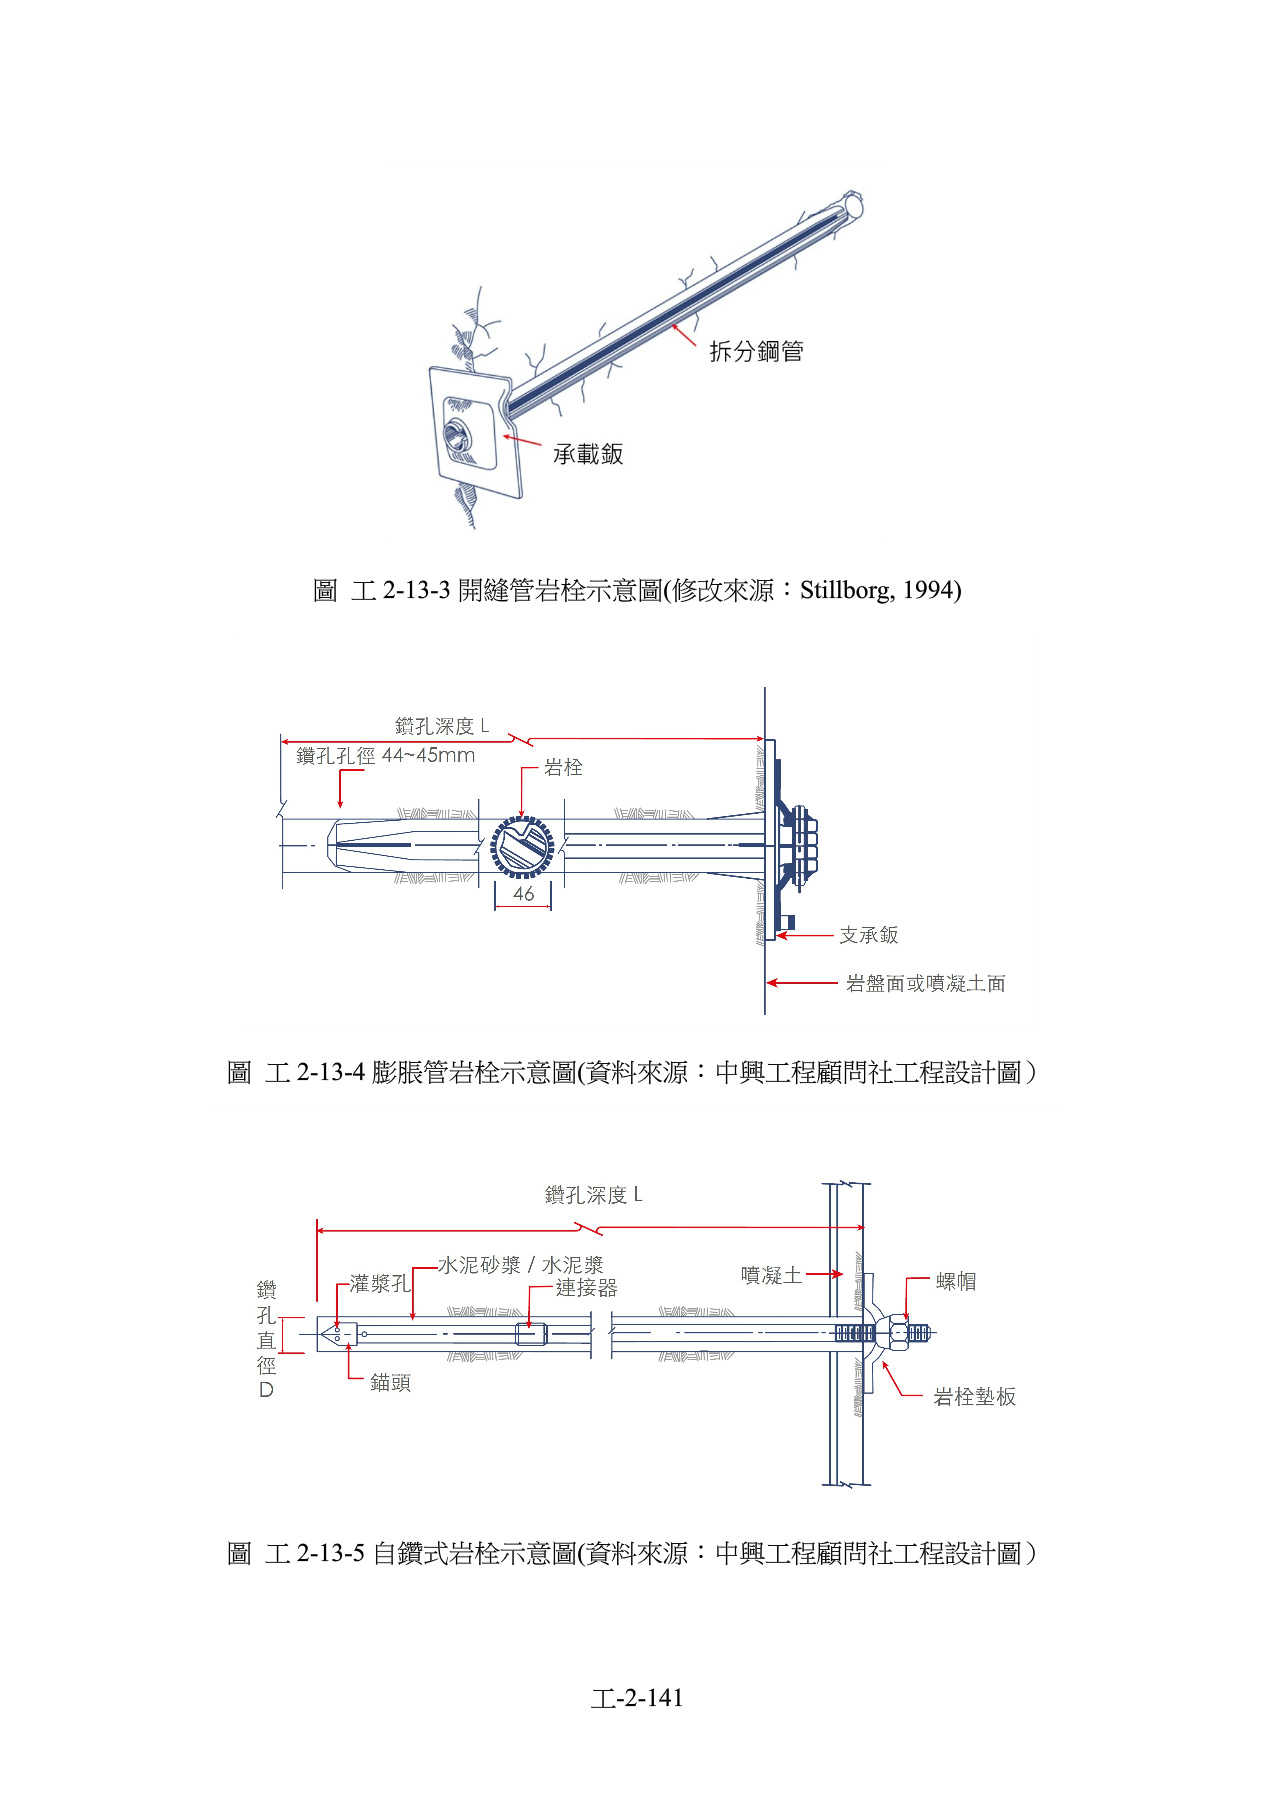 拆分鋼管
承載鈑
圖 工 2-13-3 開縫管岩栓示意圖(修改來源：Stillborg, 1994)
鑽孔深度 L
鑽孔孔徑 44~45mm
岩栓
46
支承鈑
岩盤面或噴凝土面
圖 工 2-13-4 膨脹管岩栓示意圖(資料來源：中興工程顧問社工程設計圖）
鑽孔深度 L
水泥砂漿 / 水泥漿
灌漿孔
連接器
噴凝土
螺帽
鑽孔直徑D
錨頭
岩栓墊板
圖 工 2-13-5 自鑽式岩栓示意圖(資料來源：中興工程顧問社工程設計圖）
工-2-141